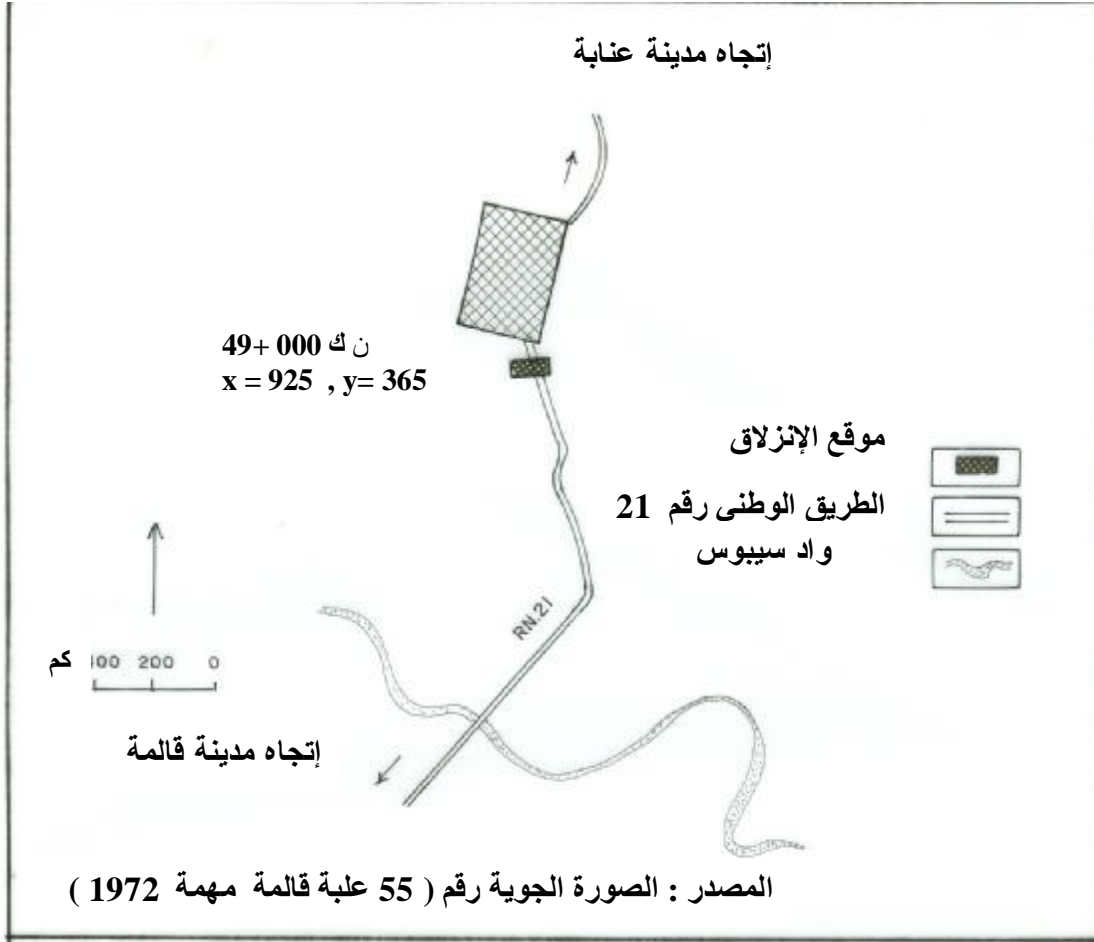 إتجاه مدينة عنابة
ن ك 000 +49
x = 925 , y= 365
موقع الإنزلاق
الطريق الوطنى رقم 21
واد سيبوس
RN.21
كم 400 200 0
إتجاه مدينة قالمة
المصدر : الصورة الجوية رقم ( 55 علبة قالمة مهمة 1972 )